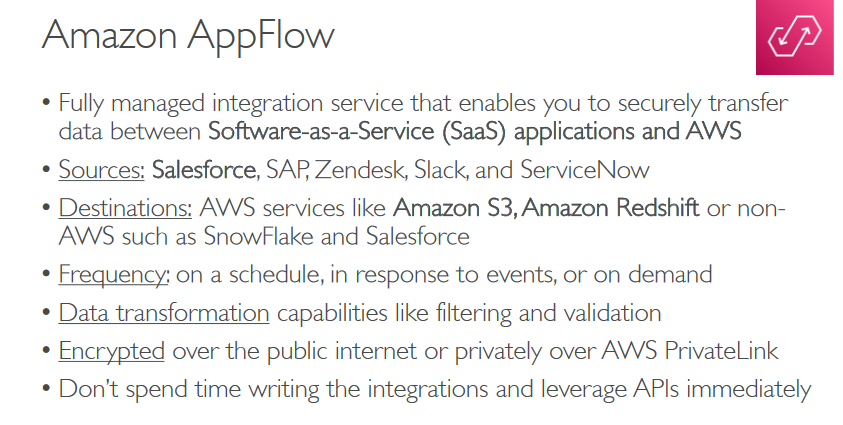 Amazon AppFlow
• Fully managed integration service that enables you to securely transfer
data between Software-as-a-Service (SaaS) applications and AWS
• Sources: Salesforce, SAP, Zendesk, Slack, and ServiceNow
• Destinations: AWS services like Amazon S3, Amazon Redshift or non-
AWS such as SnowFlake and Salesforce
• Frequency: on a schedule, in response to events, or on demand
• Data transformation capabilities like filtering and validation
• Encrypted over the public internet or privately over AWS PrivateLink
• Don't spend time writing the integrations and leverage APIs immediately